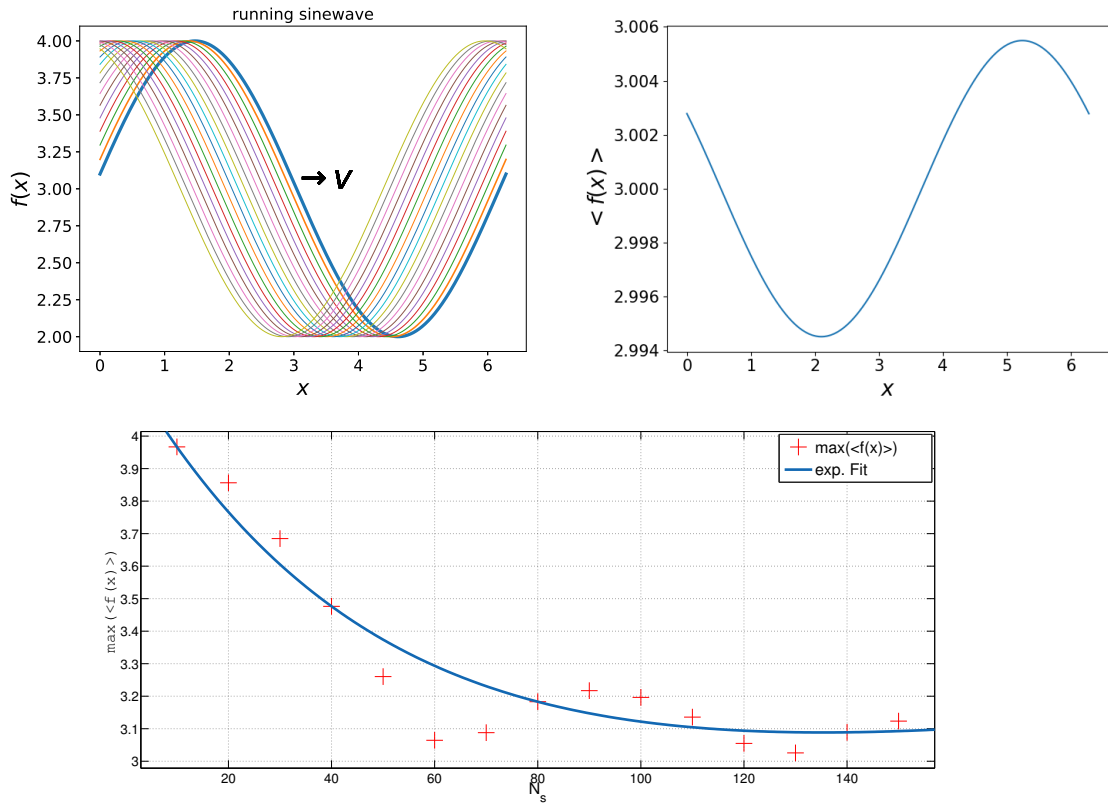 running sinewave
f(x)
4.00
3.75
3.50
3.25
3.00
2.75
2.50
2.25
2.00
→ V
0 1 2 3 4 5 6
x
< f(x) >
3.006
3.004
3.002
3.000
2.998
2.996
2.994
0 1 2 3 4 5 6
x
max(<f(x)>)
4
3.9
3.8
3.7
3.6
3.5
3.4
3.3
3.2
3.1
3
max(<f(x)>)
exp. Fit
20 40 60 80 100 120 140
N_s